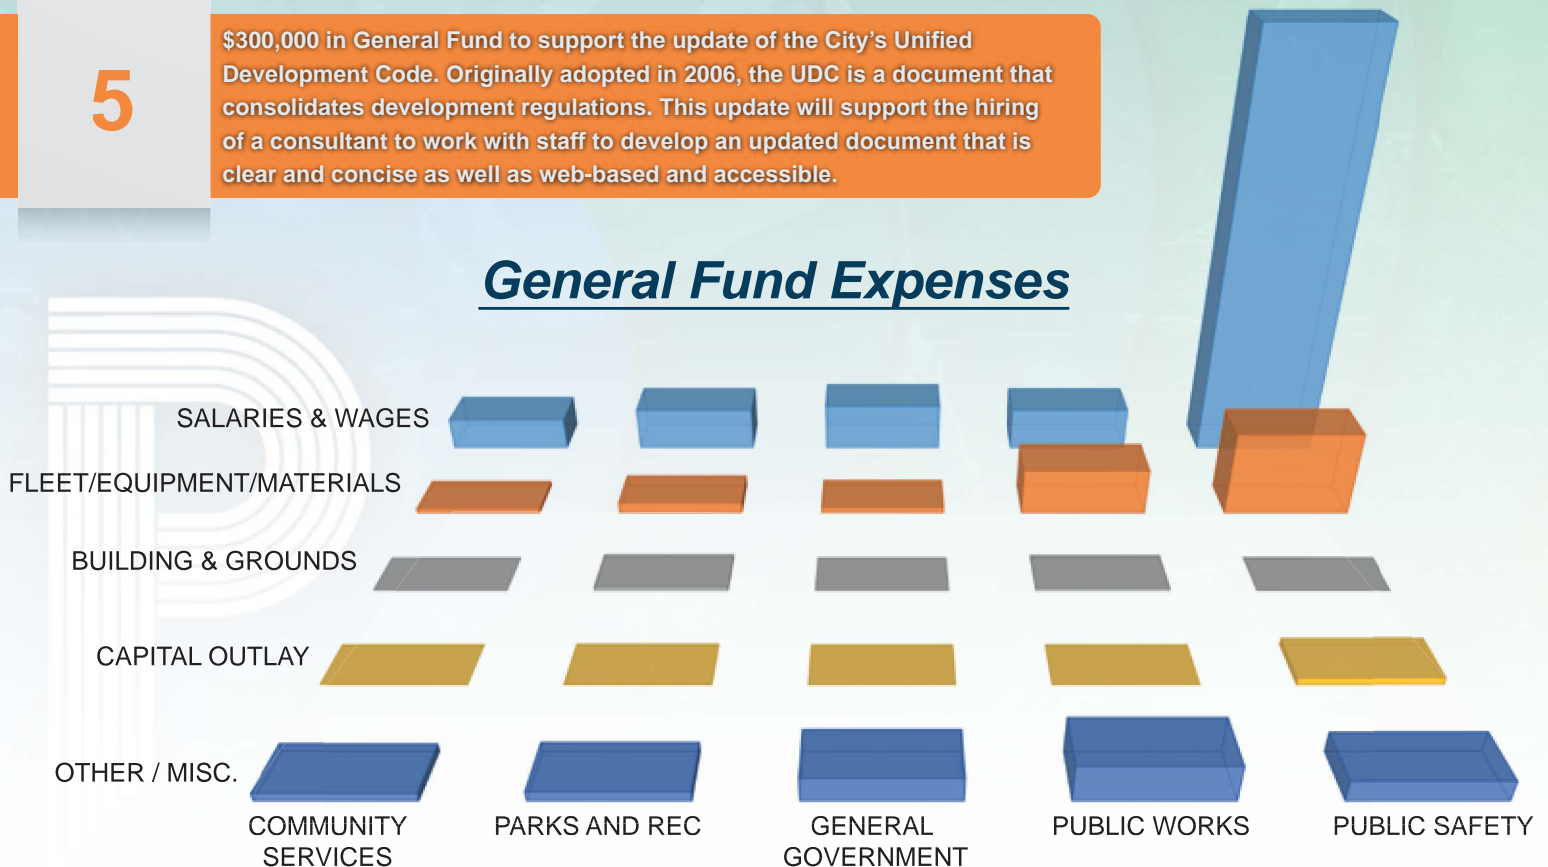 5
$300,000 in General Fund to support the update of the City’s Unified
Development Code. Originally adopted in 2006, the UDC is a document that
consolidates development regulations. This update will support the hiring
of a consultant to work with staff to develop an updated document that is
clear and concise as well as web-based and accessible.
General Fund Expenses
SALARIES & WAGES
FLEET/EQUIPMENT/MATERIALS
BUILDING & GROUNDS
CAPITAL OUTLAY
OTHER / MISC.
COMMUNITY
SERVICES
PARKS AND REC
GENERAL
GOVERNMENT
PUBLIC WORKS
PUBLIC SAFETY